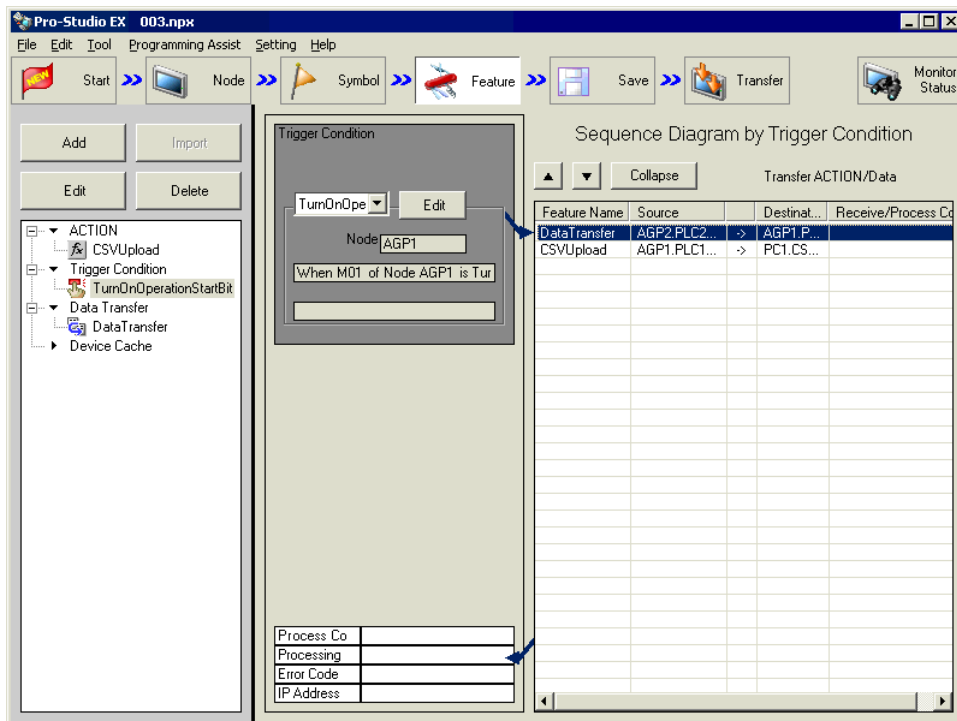 Pro-Studio EX 003.npx
File Edit Tool Programming Assist Setting Help
NEW Start Node Symbol Feature Save Transfer Monitor Status
Add Import
Edit Delete
ACTION
fx CSVUpload
Trigger Condition
TurnOnOperationStartBit
Data Transfer
DataTransfer
Device Cache
Trigger Condition
TurnOnOpe Edit
Node AGP1
When M01 of Node AGP1 is Tur
Process Co
Processing
Error Code
IP Address
Sequence Diagram by Trigger Condition
Collapse Transfer ACTION/Data
Feature Name Source Destinat... Receive/Process Co
DataTransfer AGP2.PLC2... -> AGP1.P...
CSVUpload AGP1.PLC1... -> PC1.CS...